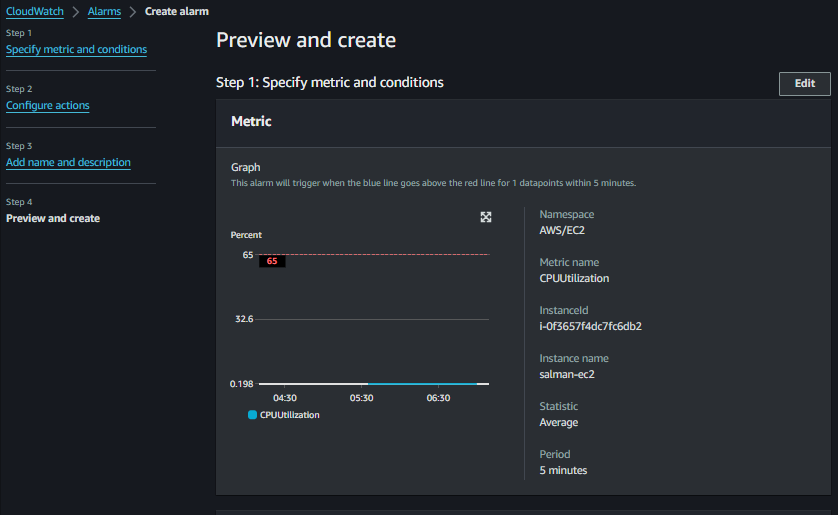 CloudWatch > Alarms > Create alarm
Step 1
Specify metric and conditions
Step 2
Configure actions
Step 3
Add name and description
Step 4
Preview and create
Preview and create
Step 1: Specify metric and conditions
Edit
Metric
Graph
This alarm will trigger when the blue line goes above the red line for 1 datapoints within 5 minutes.
Percent
65
65
32.6
0.198
04:30 05:30 06:30
CPUUtilization
Namespace
AWS/EC2
Metric name
CPUUtilization
InstanceId
i-0f3657f4dc7fc6db2
Instance name
salman-ec2
Statistic
Average
Period
5 minutes